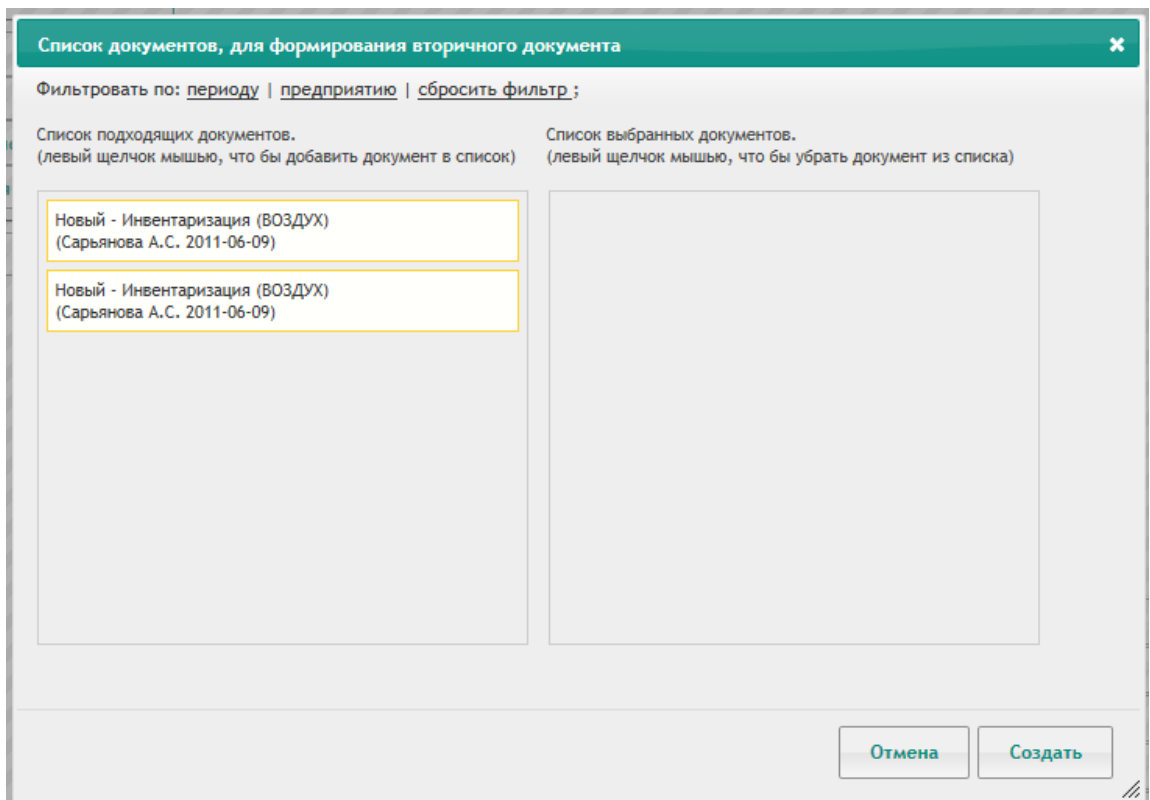 Список документов, для формирования вторичного документа
Фильтровать по: периоду | предприятию | сбросить фильтр ;
Список подходящих документов.
(левый щелчок мышью, что бы добавить документ в список)
Список выбранных документов.
(левый щелчок мышью, что бы убрать документ из списка)
Новый - Инвентаризация (ВОЗДУХ)
(Сарьянова А.С. 2011-06-09)
Новый - Инвентаризация (ВОЗДУХ)
(Сарьянова А.С. 2011-06-09)
Отмена
Создать